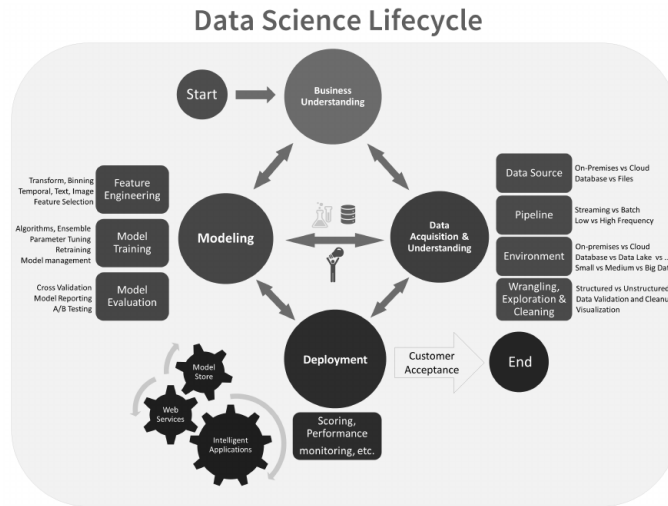 Data Science Lifecycle
Start
Business
Understanding
Transform, Binning
Temporal, Text, Image
Feature Selection
Feature
Engineering
Algorithms, Ensemble
Parameter Tuning
Retraining
Model management
Model
Training
Cross Validation
Model Reporting
A/B Testing
Model
Evaluation
Modeling
Data
Acquisition &
Understanding
Data Source
On-Premises vs Cloud
Database vs Files
Pipeline
Streaming vs Batch
Low vs High Frequency
Environment
On-premises vs Cloud
Database vs Data Lake vs ..
Small vs Medium vs Big Dat
Wrangling,
Exploration &
Cleaning
Structured vs Unstructured
Data Validation and Cleanu
Visualization
Deployment
Customer
Acceptance
End
Scoring,
Performance
monitoring, etc.
Model
Store
Web
Services
Intelligent
Applications